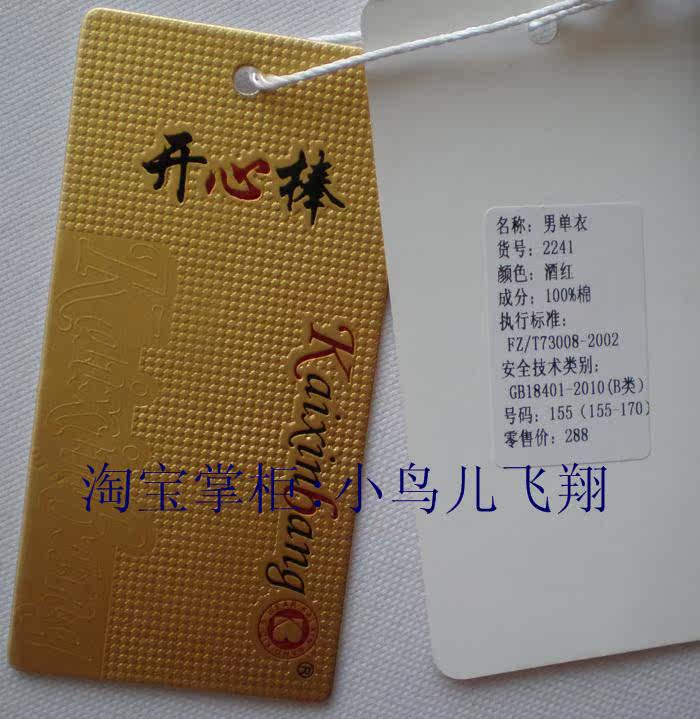 开心棒
Kaixinbang
®
名称：男单衣
货号：2241
颜色：酒红
成分：100%棉
执行标准：
FZ/T73008-2002
安全技术类别：
GB18401-2010(B类)
号码：155（155-170）
零售价：288
淘宝掌柜:小鸟儿飞翔